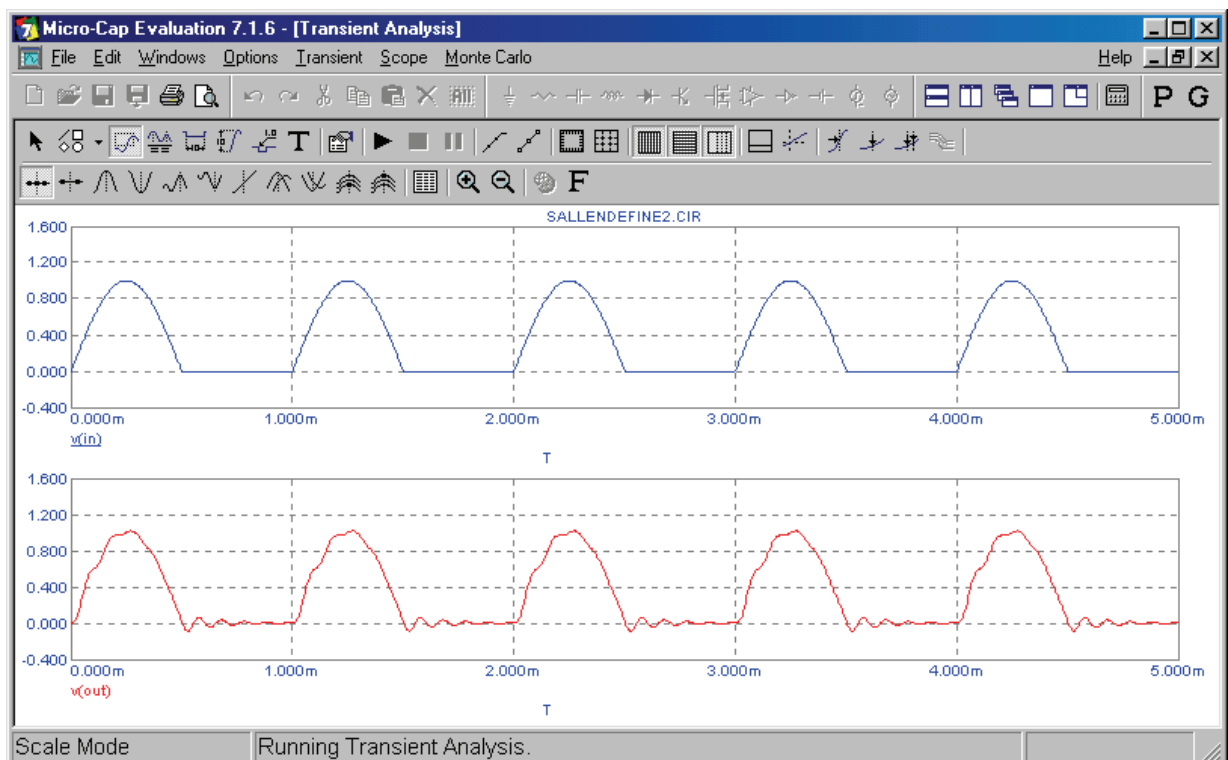 Micro-Cap Evaluation 7.1.6 - [Transient Analysis]
File Edit Windows Options Transient Scope Monte Carlo Help
P G
T
F
SALLENDEFINE2.CIR
1.600
1.200
0.800
0.400
0.000
-0.400
0.000m 1.000m 2.000m 3.000m 4.000m 5.000m
v(in)
T
1.600
1.200
0.800
0.400
0.000
-0.400
0.000m 1.000m 2.000m 3.000m 4.000m 5.000m
v(out)
T
Scale Mode Running Transient Analysis.